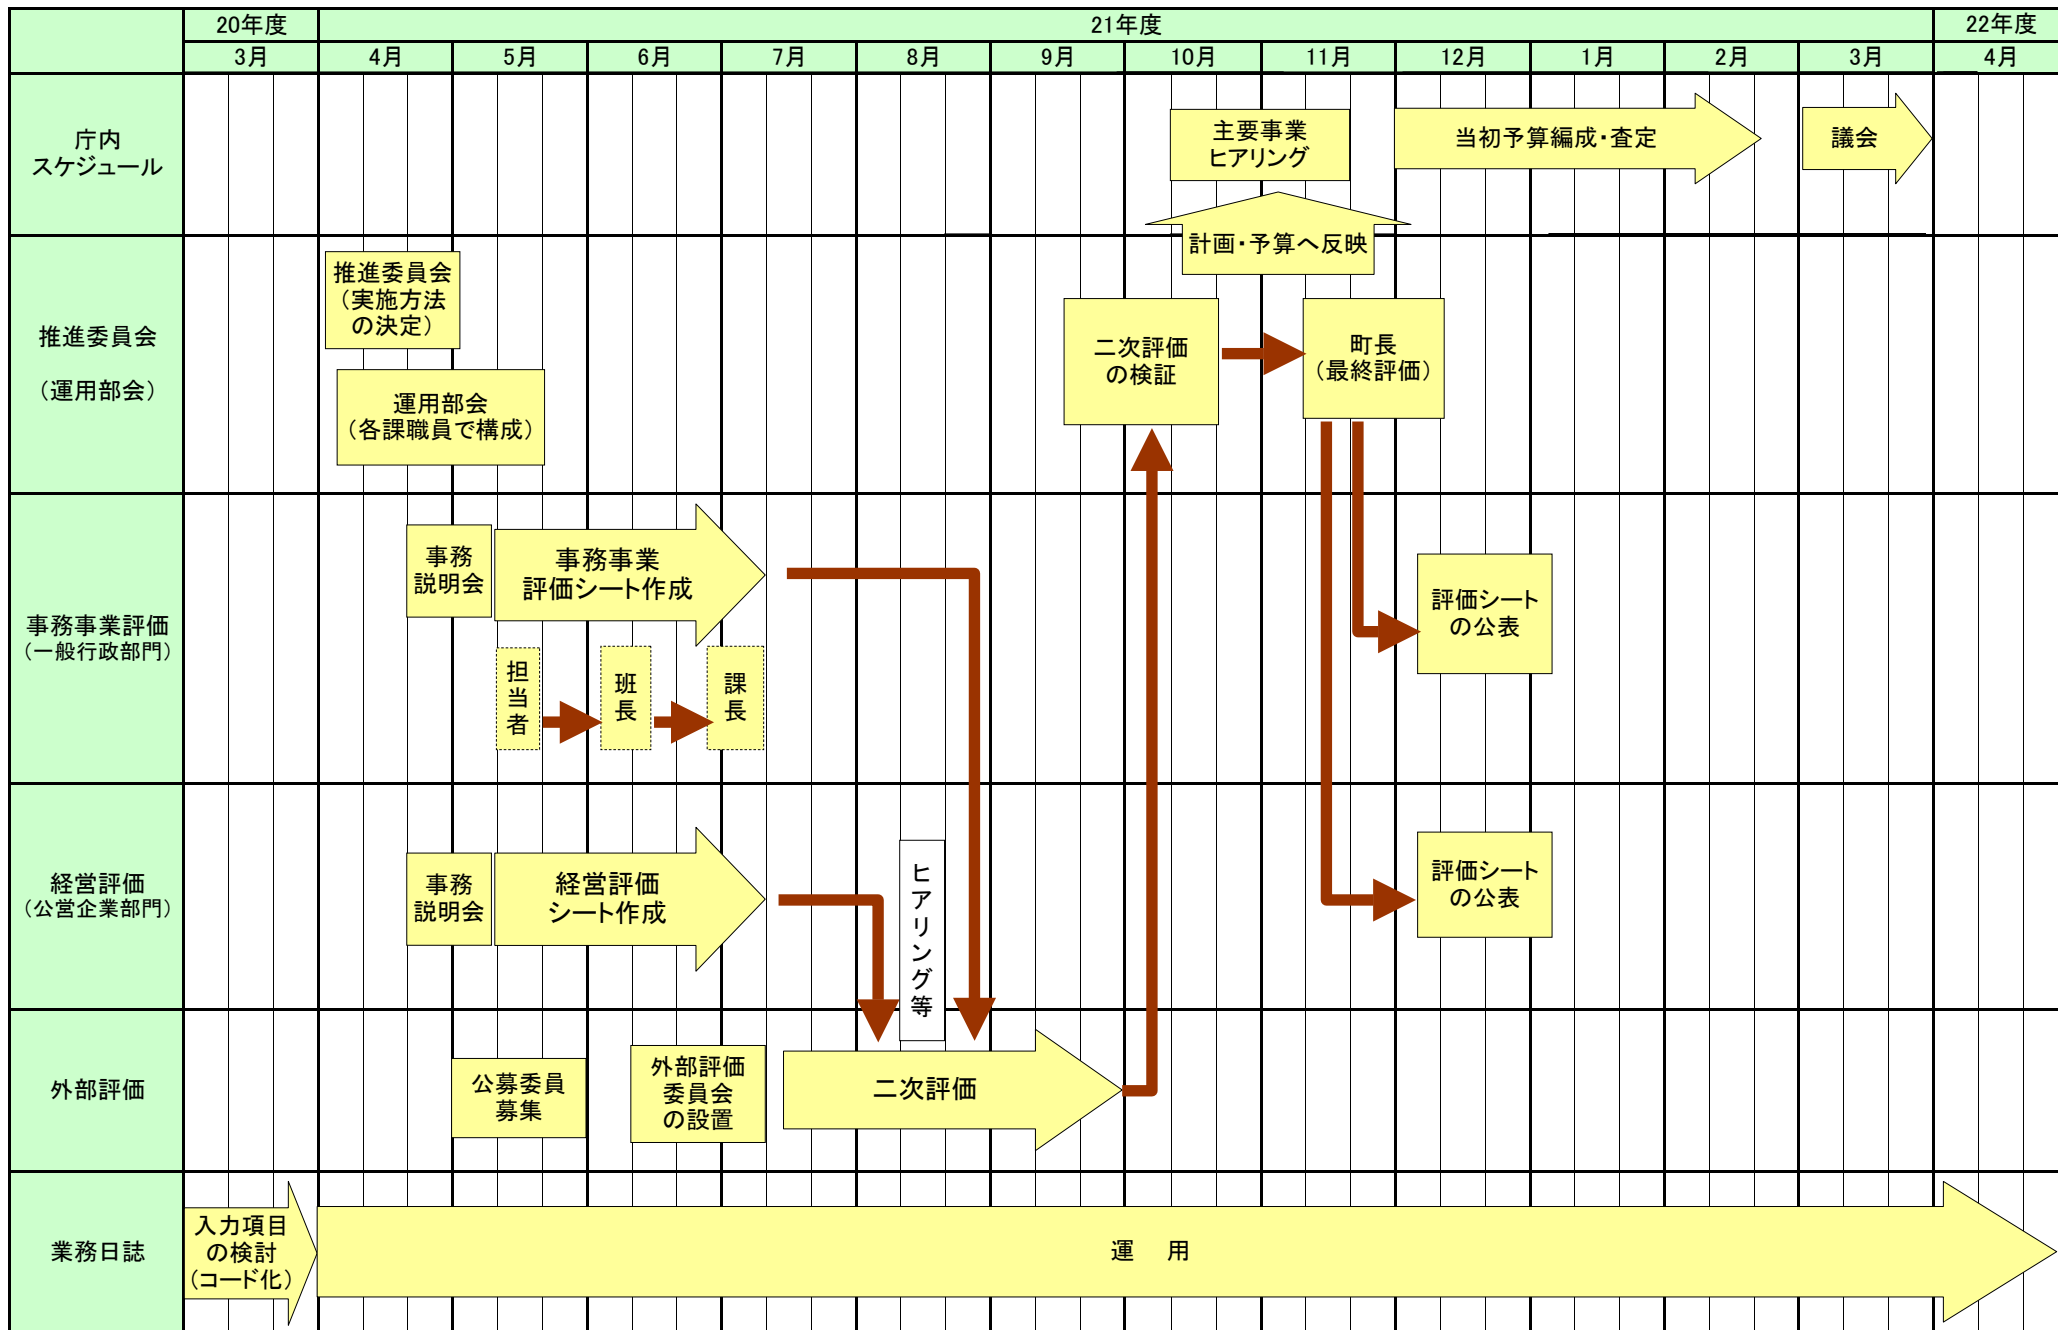 20年度
21年度
22年度
3月
4月
5月
6月
7月
8月
9月
10月
11月
12月
1月
2月
3月
4月
庁内
スケジュール
主要事業
ヒアリング
当初予算編成・査定
議会
計画・予算へ反映
推進委員会
（運用部会）
推進委員会
（実施方法
の決定）
運用部会
（各課職員で構成）
二次評価
の検証
町長
（最終評価）
事務事業評価
（一般行政部門）
事務
説明会
事務事業
評価シート作成
担
当
者
班
長
課
長
評価シート
の公表
経営評価
（公営企業部門）
事務
説明会
経営評価
シート作成
ヒ
ア
リ
ン
グ
等
評価シート
の公表
外部評価
公募委員
募集
外部評価
委員会
の設置
二次評価
業務日誌
入力項目
の検討
（コード化）
運　用